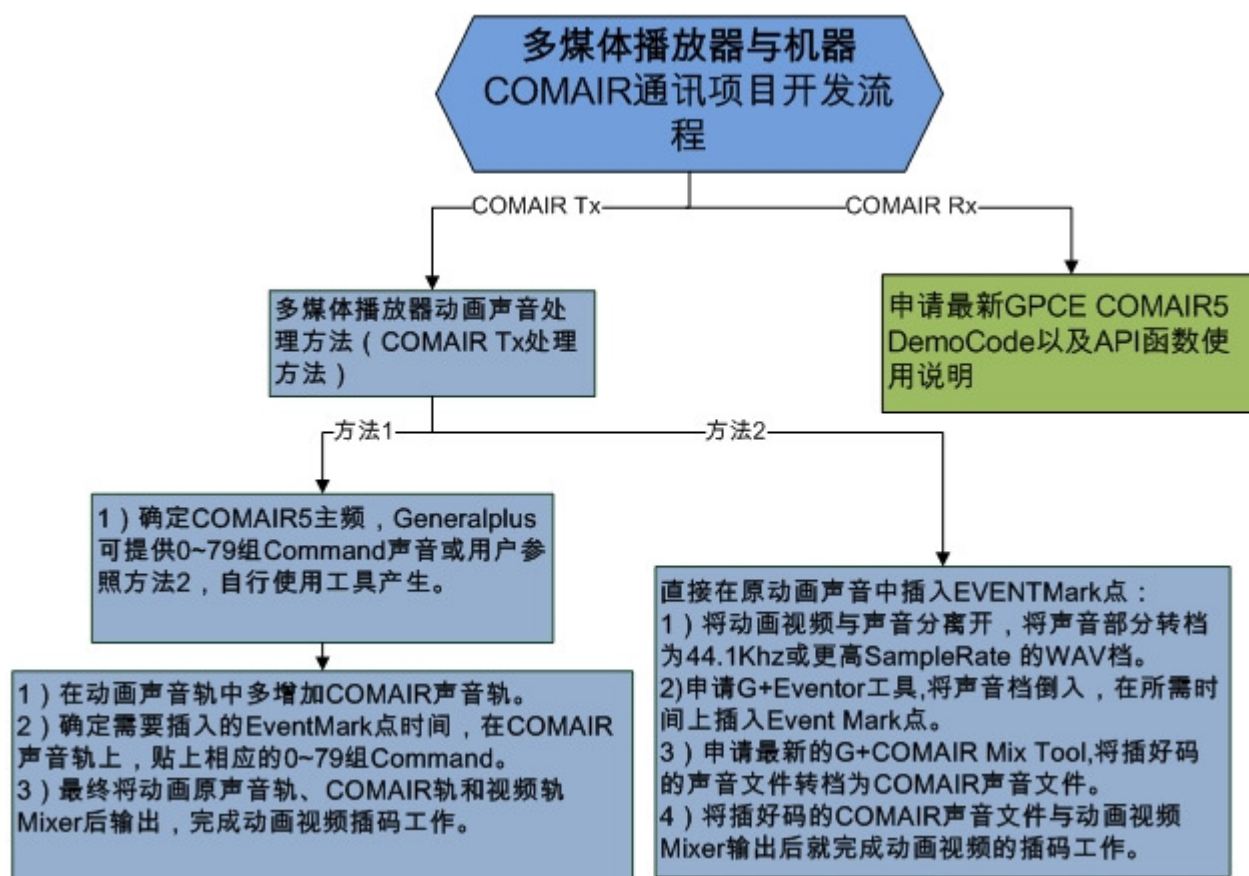 多媒体播放器与机器
COMAIR通讯项目开发流
程
COMAIR Tx
COMAIR Rx
多媒体播放器动画声音处
理方法（COMAIR Tx处理
方法）
申请最新GPCE COMAIR5
DemoCode以及API函数使
用说明
方法1
方法2
1）确定COMAIR5主频，Generalplus
可提供0~79组Command声音或用户参
照方法2，自行使用工具产生。
1）在动画声音轨中多增加COMAIR声音轨。
2）确定需要插入的EventMark点时间，在COMAIR
声音轨上，贴上相应的0~79组Command。
3）最终将动画原声音轨、COMAIR轨和视频轨
Mixer后输出，完成动画视频插码工作。
直接在原动画声音中插入EVENTMark点：
1）将动画视频与声音分离开，将声音部分转档
为44.1Khz或更高SampleRate 的WAV档。
2)申请G+Eventor工具,将声音档倒入，在所需时
间上插入Event Mark点。
3）申请最新的G+COMAIR Mix Tool,将插好码
的声音文件转档为COMAIR声音文件。
4）将插好码的COMAIR声音文件与动画视频
Mixer输出后就完成动画视频的插码工作。